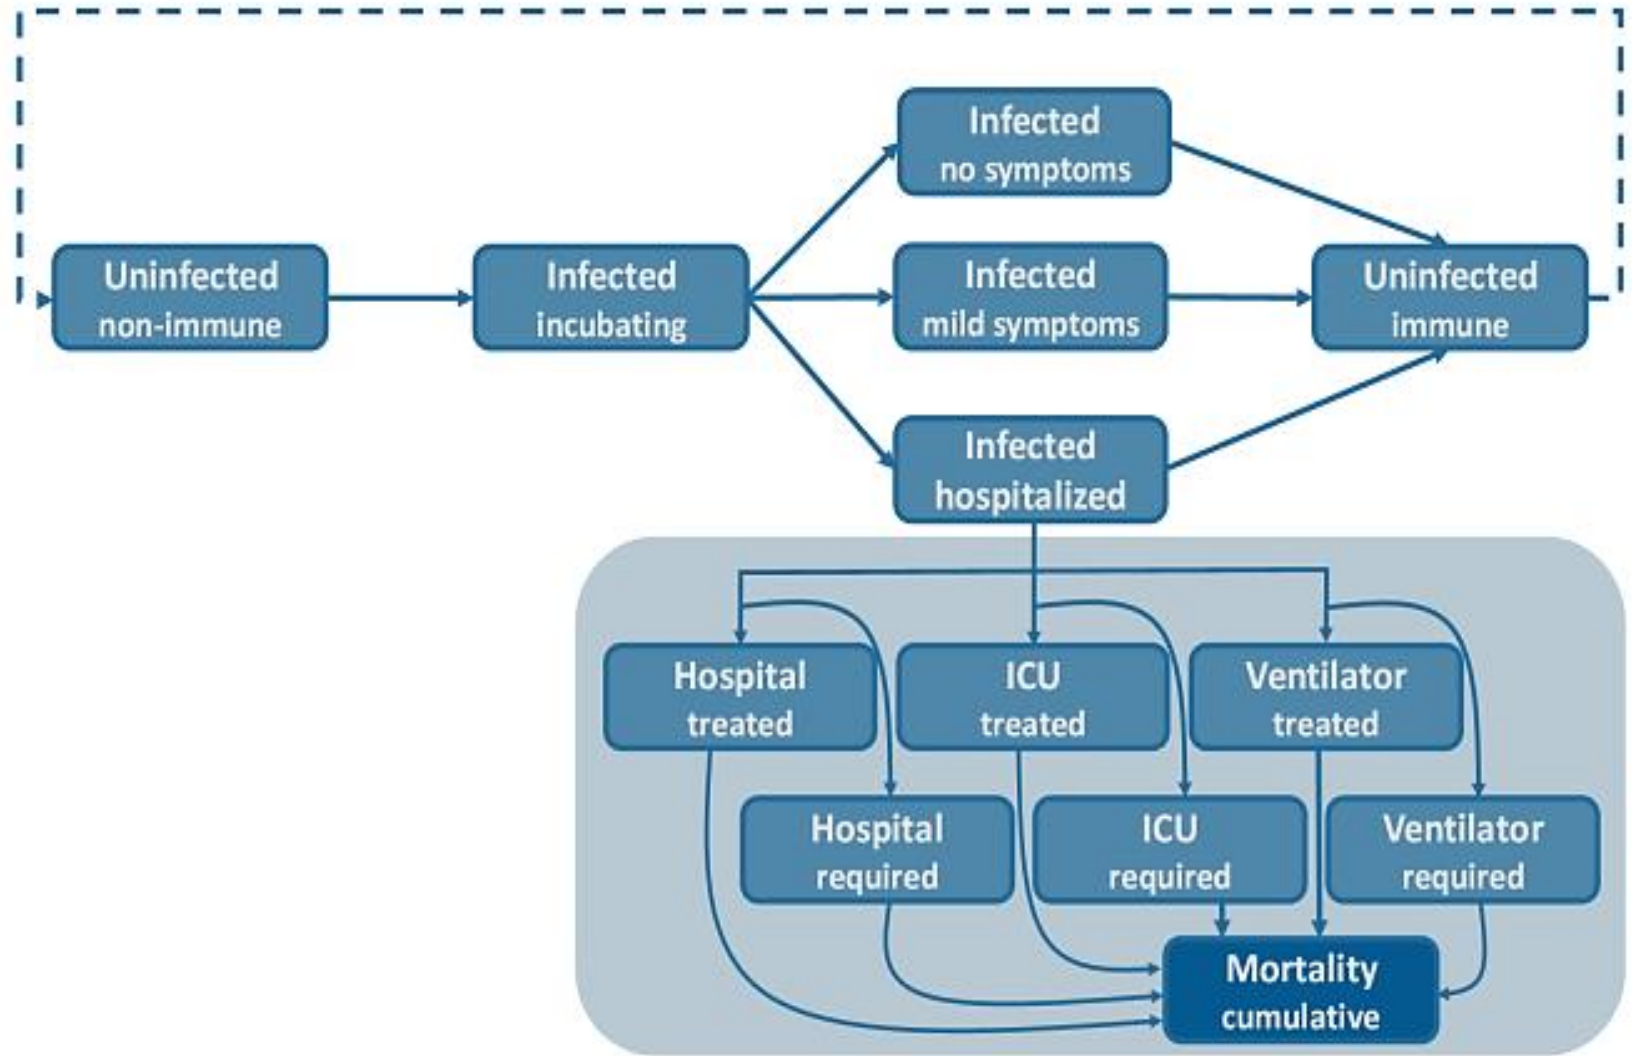 Infected
no symptoms
Uninfected
non-immune
Infected
incubating
Infected
mild symptoms
Uninfected
immune
Infected
hospitalized
Hospital
treated
ICU
treated
Ventilator
treated
Hospital
required
ICU
required
Ventilator
required
Mortality
cumulative